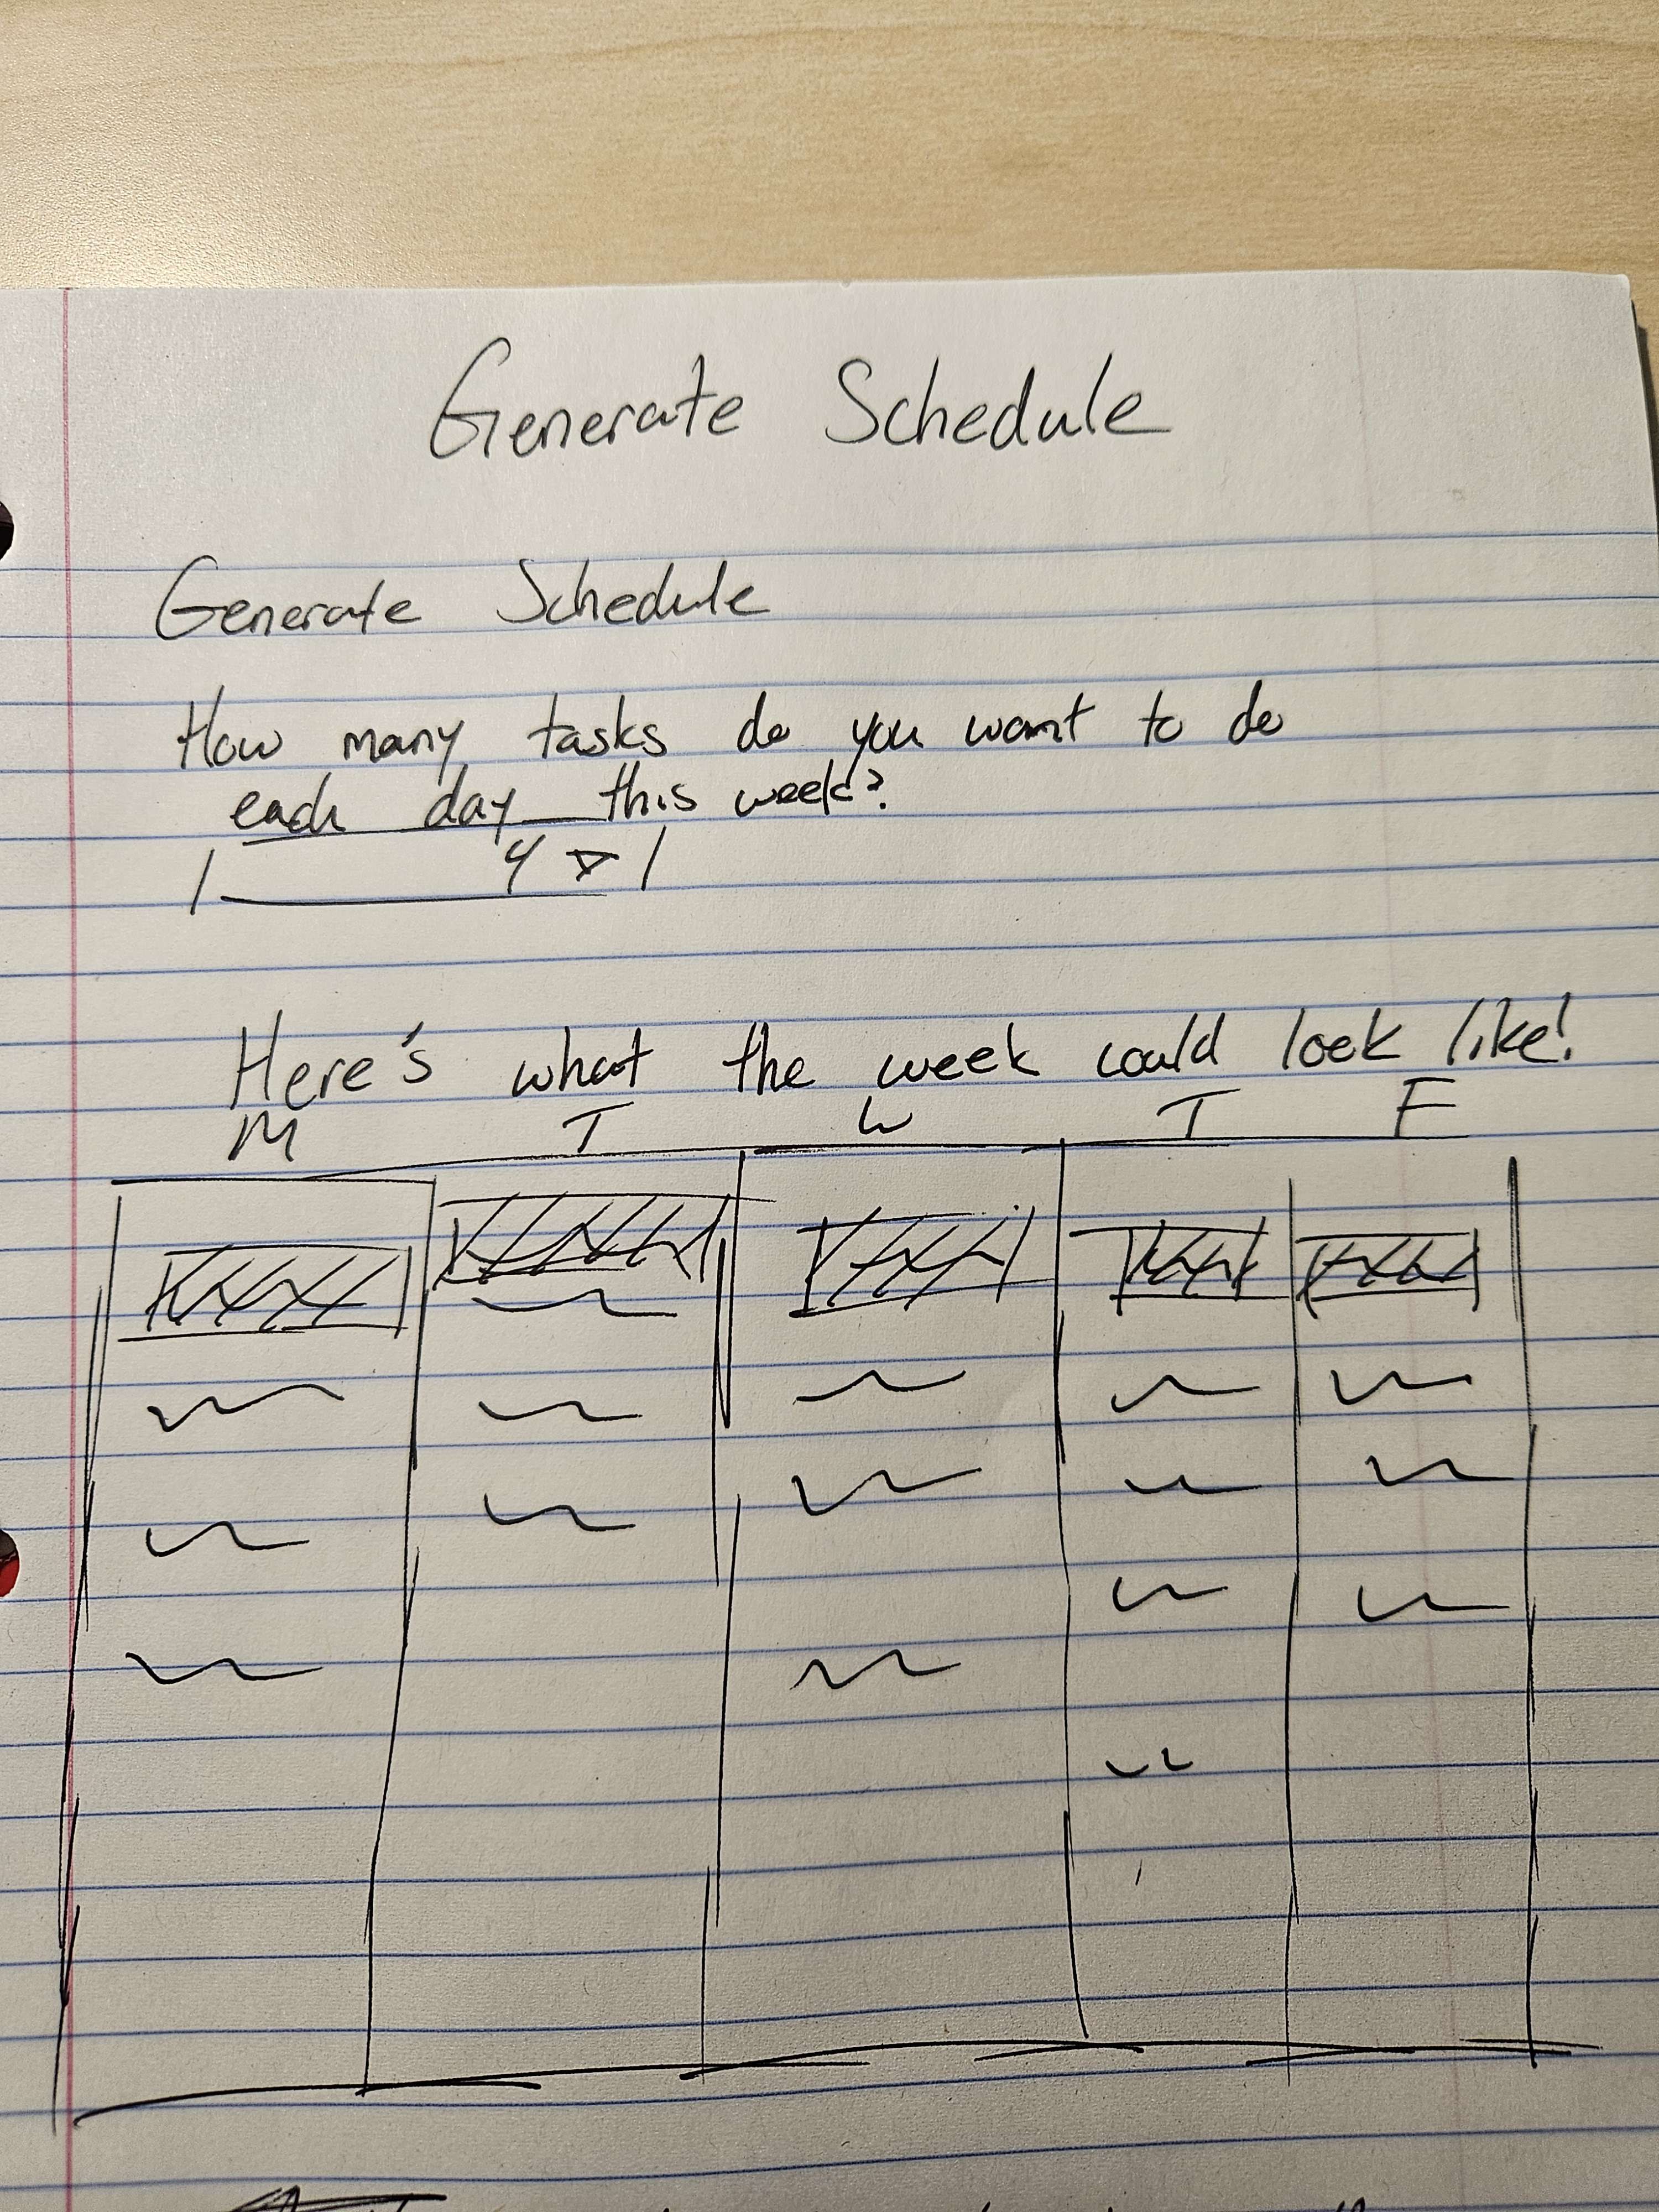 Generate Schedule
Generate Schedule
How many tasks do you want to do
each day this week?
4
Here's what the week could look like!
M T W T F